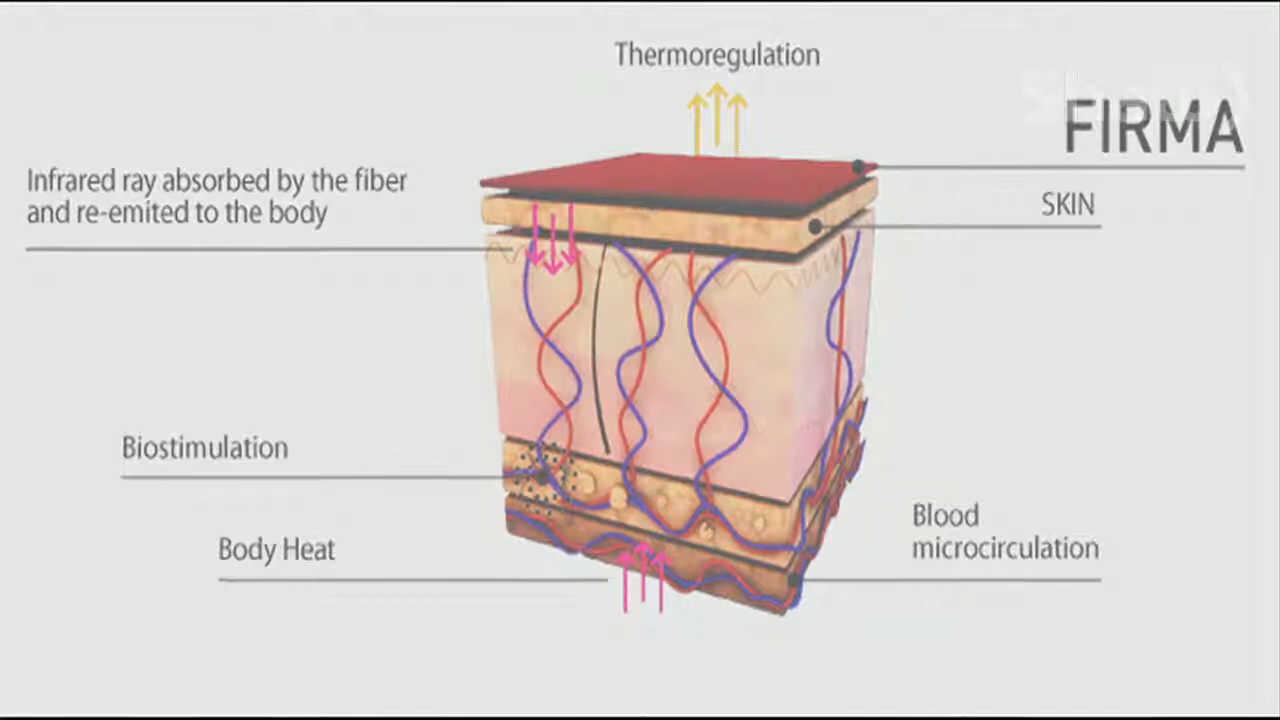 Thermoregulation
FIRMA
Infrared ray absorbed by the fiber
and re-emited to the body
SKIN
Biostimulation
Blood
microcirculation
Body Heat